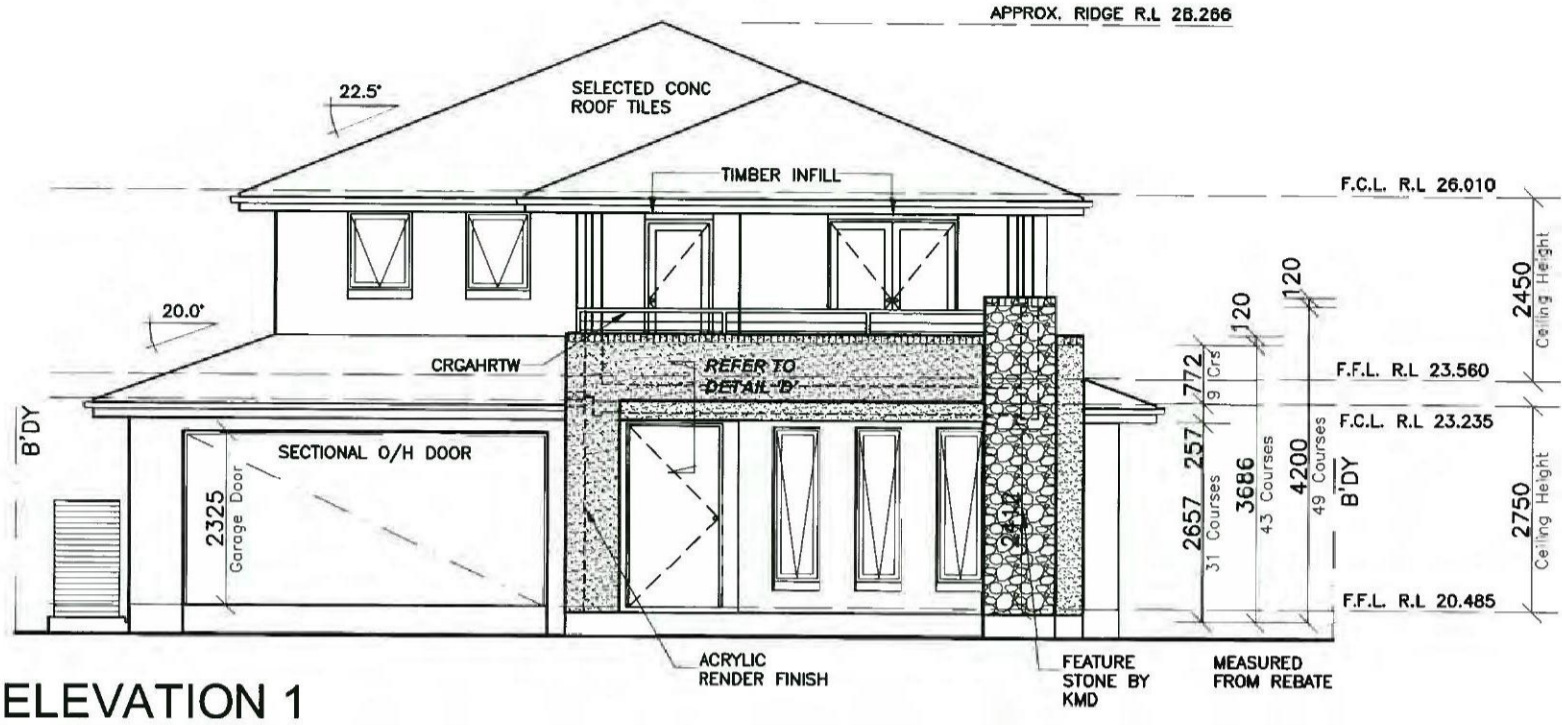 APPROX. RIDGE R.L 28.266
SELECTED CONC
ROOF TILES
22.5°
TIMBER INFILL
F.C.L. R.L 26.010
20.0°
CRGAHRTW
REFER TO
DETAIL 'D'
120
120
2450
Ceiling Height
772
9 Crs
F.F.L. R.L 23.560
F.C.L. R.L 23.235
B'DY
SECTIONAL O/H DOOR
2325
Garage Door
257
2657
31 Courses
3686
43 Courses
4200
49 Courses
B'DY
2750
Ceiling Height
F.F.L. R.L 20.485
ACRYLIC
RENDER FINISH
FEATURE
STONE BY
KMD
MEASURED
FROM REBATE
ELEVATION 1